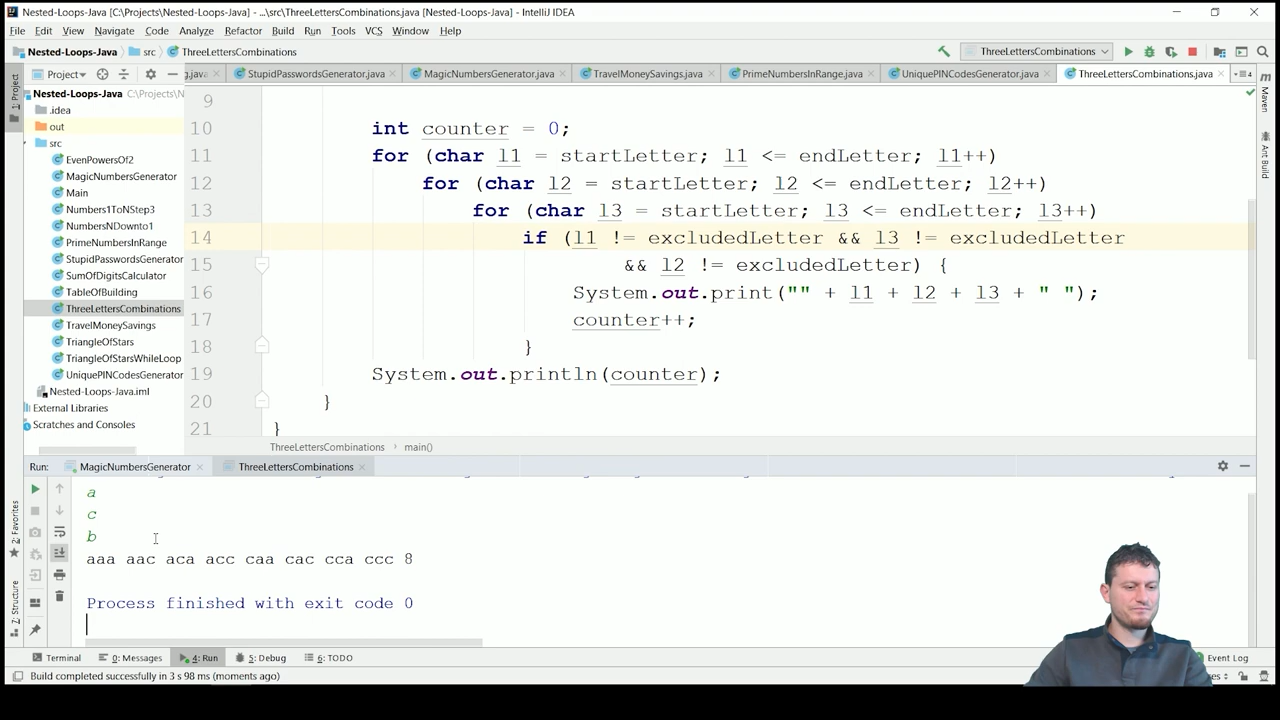 Nested-Loops-Java [C:\Projects\Nested-Loops-Java] - ...\src\ThreeLettersCombinations.java [Nested-Loops-Java] - IntelliJ IDEA
File Edit View Navigate Code Analyze Refactor Build Run Tools VCS Window Help
Nested-Loops-Java src ThreeLettersCombinations ThreeLettersCombinations
Project g.java StupidPasswordsGenerator.java MagicNumbersGenerator.java TravelMoneySavings.java PrimeNumbersInRange.java UniquePINCodesGenerator.java ThreeLettersCombinations.java
1: Project
Nested-Loops-Java C:\Projects\N
.idea
out
src
EvenPowersOf2
MagicNumbersGenerator
Main
Numbers1ToNStep3
NumbersNDownto1
PrimeNumbersInRange
StupidPasswordsGenerator
SumOfDigitsCalculator
TableOfBuilding
ThreeLettersCombinations
TravelMoneySavings
TriangleOfStars
TriangleOfStarsWhileLoop
UniquePINCodesGenerator
Nested-Loops-Java.iml
External Libraries
Scratches and Consoles
9
10 int counter = 0;
11 for (char l1 = startLetter; l1 <= endLetter; l1++)
12 for (char l2 = startLetter; l2 <= endLetter; l2++)
13 for (char l3 = startLetter; l3 <= endLetter; l3++)
14 if (l1 != excludedLetter && l3 != excludedLetter
15 && l2 != excludedLetter) {
16 System.out.print("" + l1 + l2 + l3 + " ");
17 counter++;
18 }
19 System.out.println(counter);
20 }
21 }
ThreeLettersCombinations main()
Maven
Ant Build
Run: MagicNumbersGenerator ThreeLettersCombinations
a
c
b
aaa aac aca acc caa cac cca ccc 8
Process finished with exit code 0
2: Favorites
Z: Structure
Terminal 0: Messages 4: Run 5: Debug 6: TODO Event Log
Build completed successfully in 3 s 98 ms (moments ago)